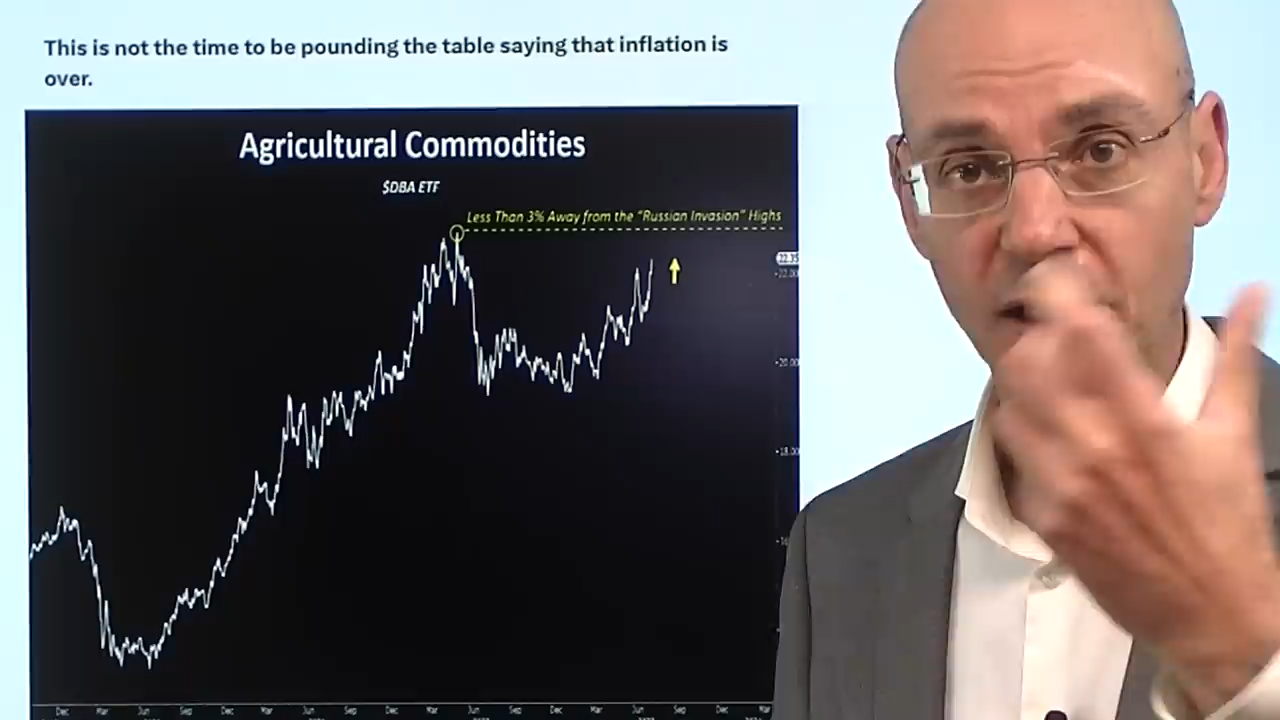 This is not the time to be pounding the table saying that inflation is
over.
Agricultural Commodities
$DBA ETF
Less Than 3% Away from the "Russian Invasion" Highs
22.35
22.00
20.00
18.00
16
Dec Mar Jun Sep Dec Mar Jun Sep Dec Mar Jun Sep Dec Mar Jun Sep Dec Mar